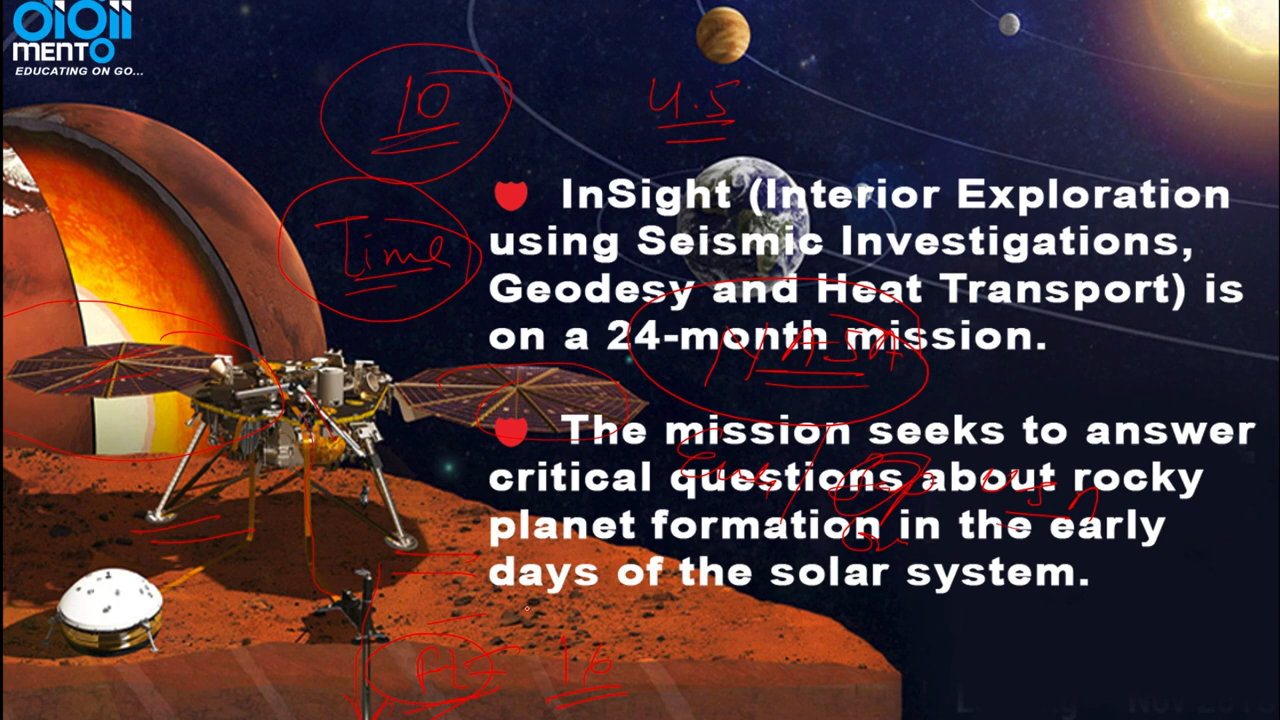 MENTO
EDUCATING ON GO...
10
4.5
InSight (Interior Exploration
Time
using Seismic Investigations,
Geodesy and Heat Transport) is
on a 24-month mission.
NASA
The mission seeks to answer
critical questions about rocky
planet formation in the early
days of the solar system.
16